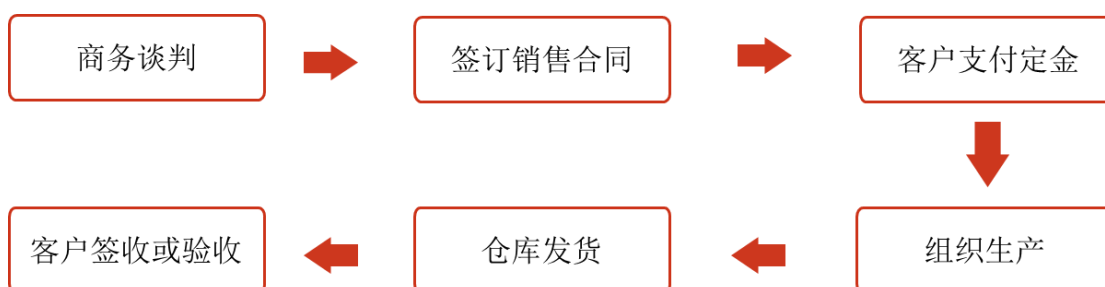 商务谈判
签订销售合同
客户支付定金
组织生产
仓库发货
客户签收或验收